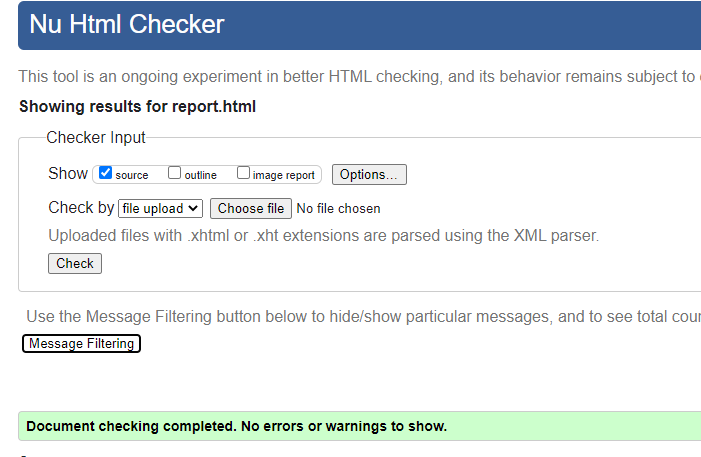 Nu Html Checker
This tool is an ongoing experiment in better HTML checking, and its behavior remains subject to
Showing results for report.html
Checker Input
Show source outline image report Options...
Check by file upload Choose file No file chosen
Uploaded files with .xhtml or .xht extensions are parsed using the XML parser.
Check
Use the Message Filtering button below to hide/show particular messages, and to see total
Message Filtering
Document checking completed. No errors or warnings to show.